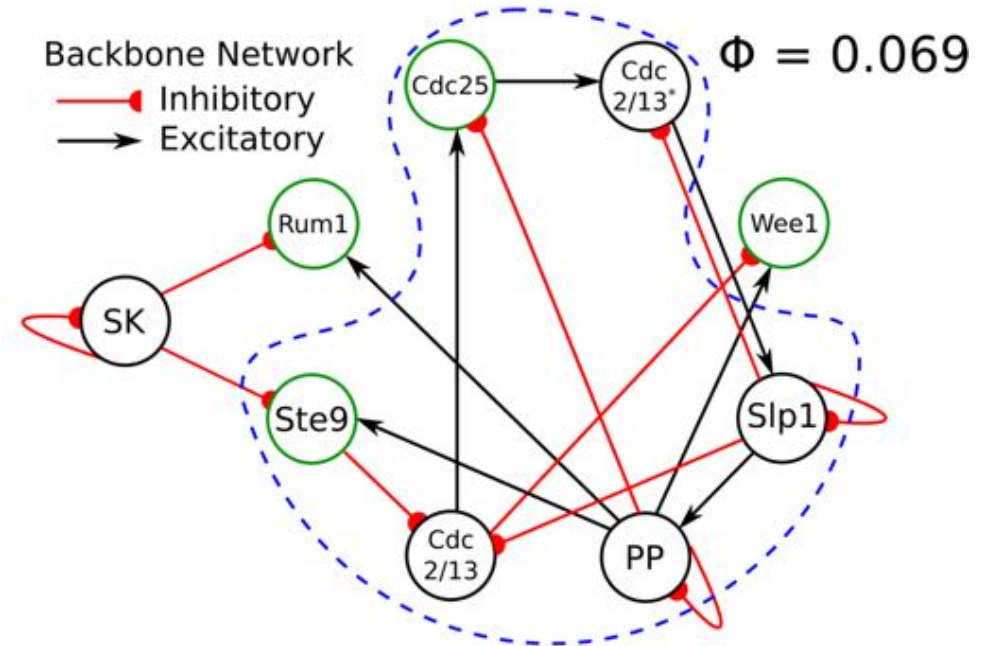 Backbone Network
Inhibitory
Excitatory
Φ = 0.069
Cdc25
Cdc
2/13*
Rum1
Wee1
SK
Ste9
Slp1
Cdc
2/13
PP